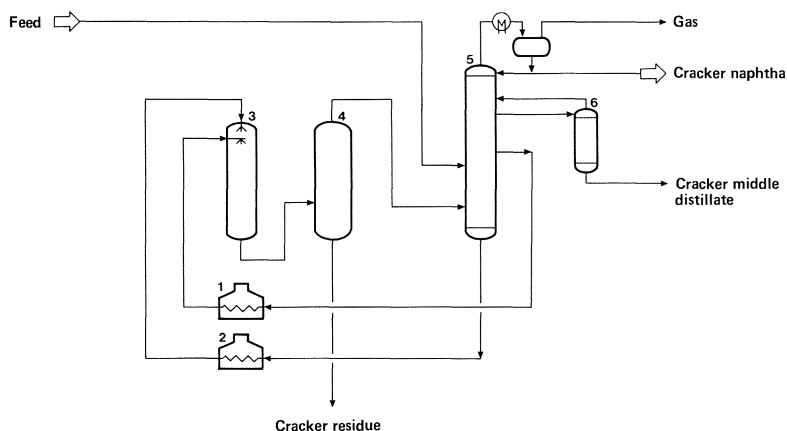 Feed
Gas
5
Cracker naphtha
6
3
4
Cracker middle
distillate
1
2
Cracker residue